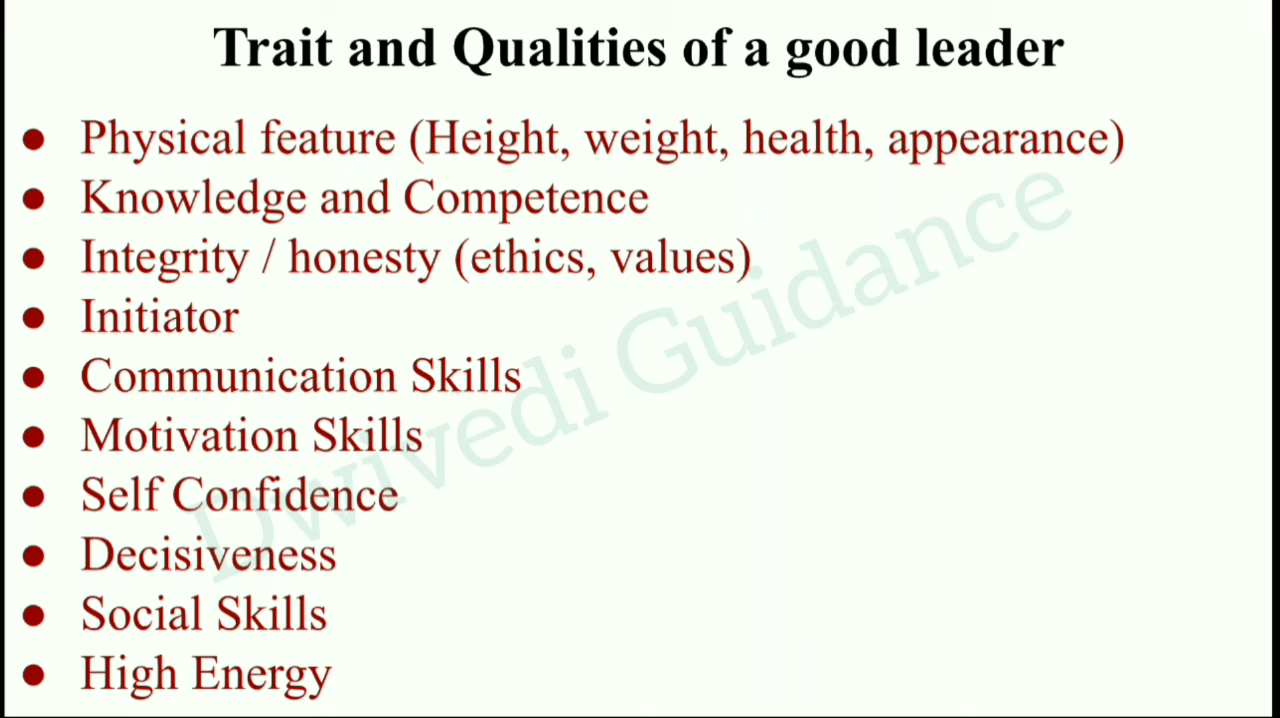 Trait and Qualities of a good leader
● Physical feature (Height, weight, health, appearance)
● Knowledge and Competence
● Integrity / honesty (ethics, values)
● Initiator
● Communication Skills
● Motivation Skills
● Self Confidence
● Decisiveness
● Social Skills
● High Energy
Dwivedi Guidance